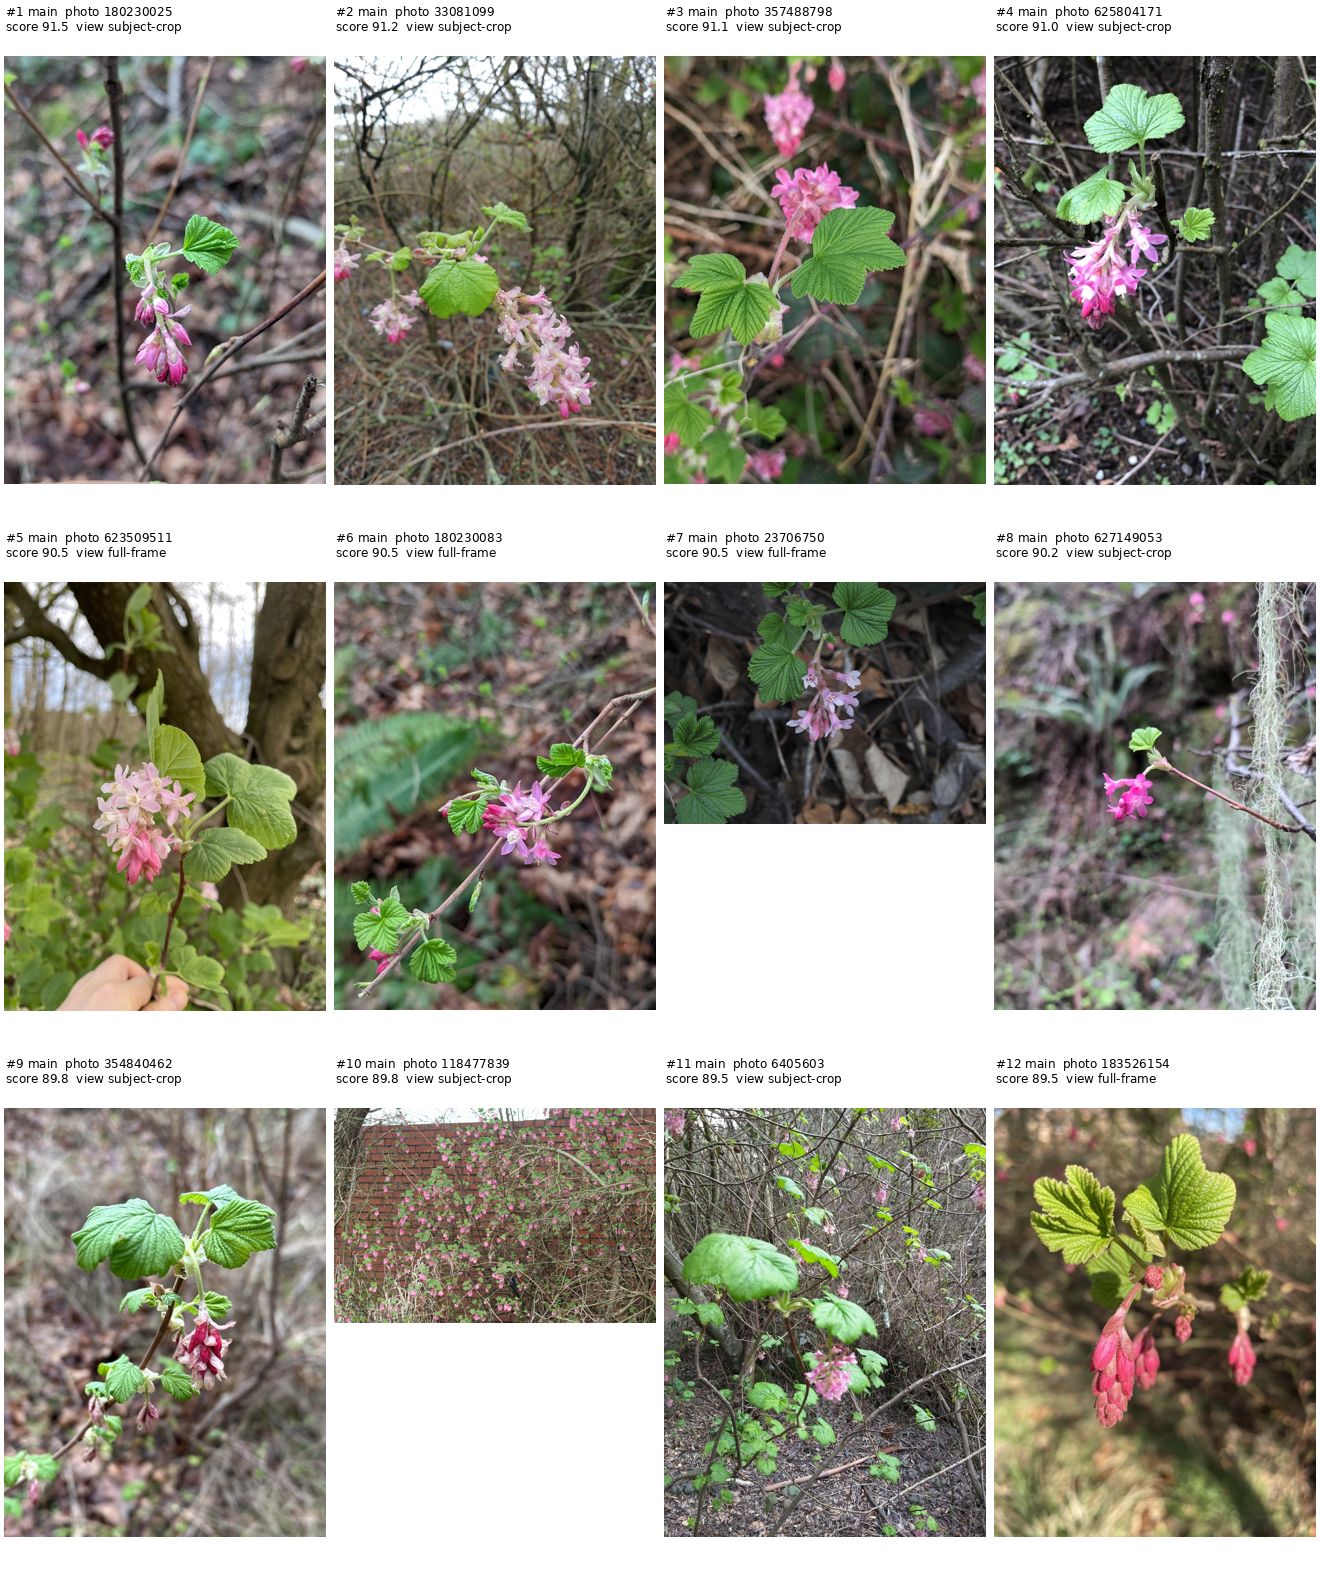 #1 main photo 180230025
score 91.5 view subject-crop
#2 main photo 33081099
score 91.2 view subject-crop
#3 main photo 357488798
score 91.1 view subject-crop
#4 main photo 625804171
score 91.0 view subject-crop
#5 main photo 623509511
score 90.5 view full-frame
#6 main photo 180230083
score 90.5 view full-frame
#7 main photo 23706750
score 90.5 view full-frame
#8 main photo 627149053
score 90.2 view subject-crop
#9 main photo 354840462
score 89.8 view subject-crop
#10 main photo 118477839
score 89.8 view subject-crop
#11 main photo 6405603
score 89.5 view subject-crop
#12 main photo 183526154
score 89.5 view full-frame